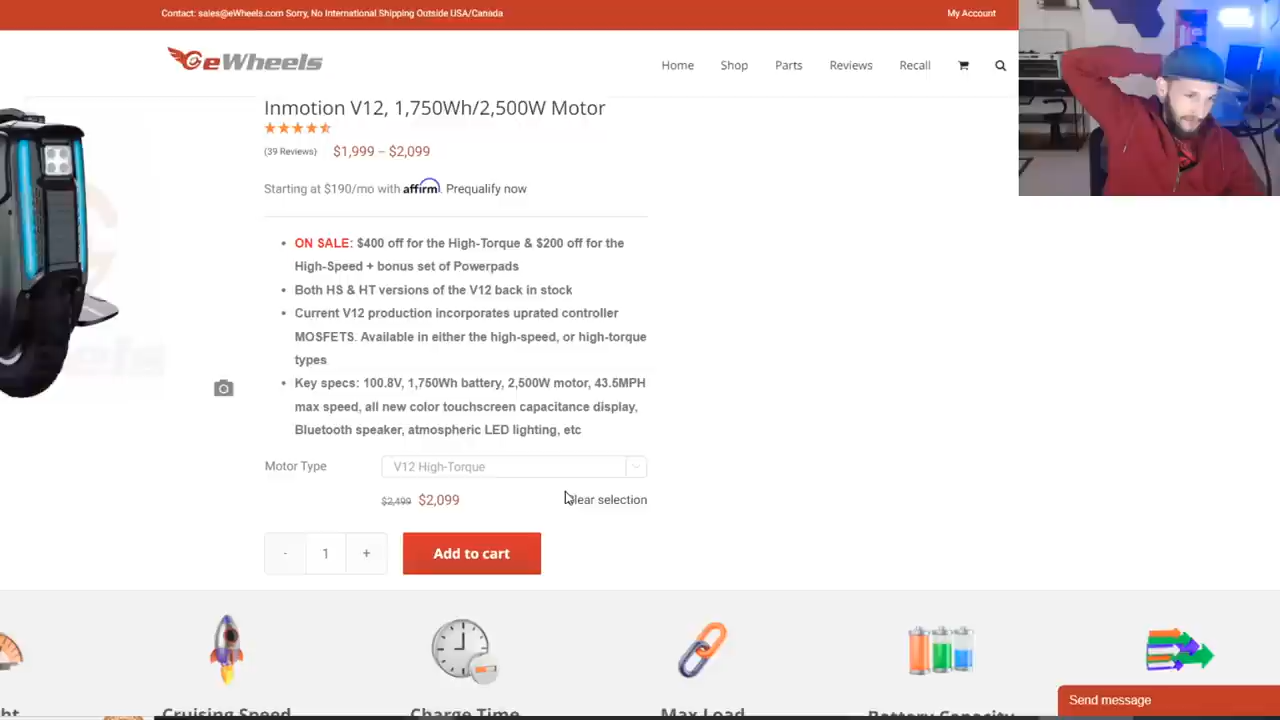 Contact: sales@eWheels.com Sorry, No International Shipping Outside USA/Canada
My Account
eWheels
Home
Shop
Parts
Reviews
Recall
Inmotion V12, 1,750Wh/2,500W Motor
(39 Reviews)
$1,999 – $2,099
Starting at $190/mo with affirm. Prequalify now
• ON SALE: $400 off for the High-Torque & $200 off for the
High-Speed + bonus set of Powerpads
• Both HS & HT versions of the V12 back in stock
• Current V12 production incorporates uprated controller
MOSFETS. Available in either the high-speed, or high-torque
types
• Key specs: 100.8V, 1,750Wh battery, 2,500W motor, 43.5MPH
max speed, all new color touchscreen capacitance display,
Bluetooth speaker, atmospheric LED lighting, etc
Motor Type
V12 High-Torque
$2,499 $2,099
Clear selection
- 1 +
Add to cart
Cruising Speed
Charge Time
Max Load
Battery Capacity
Send message